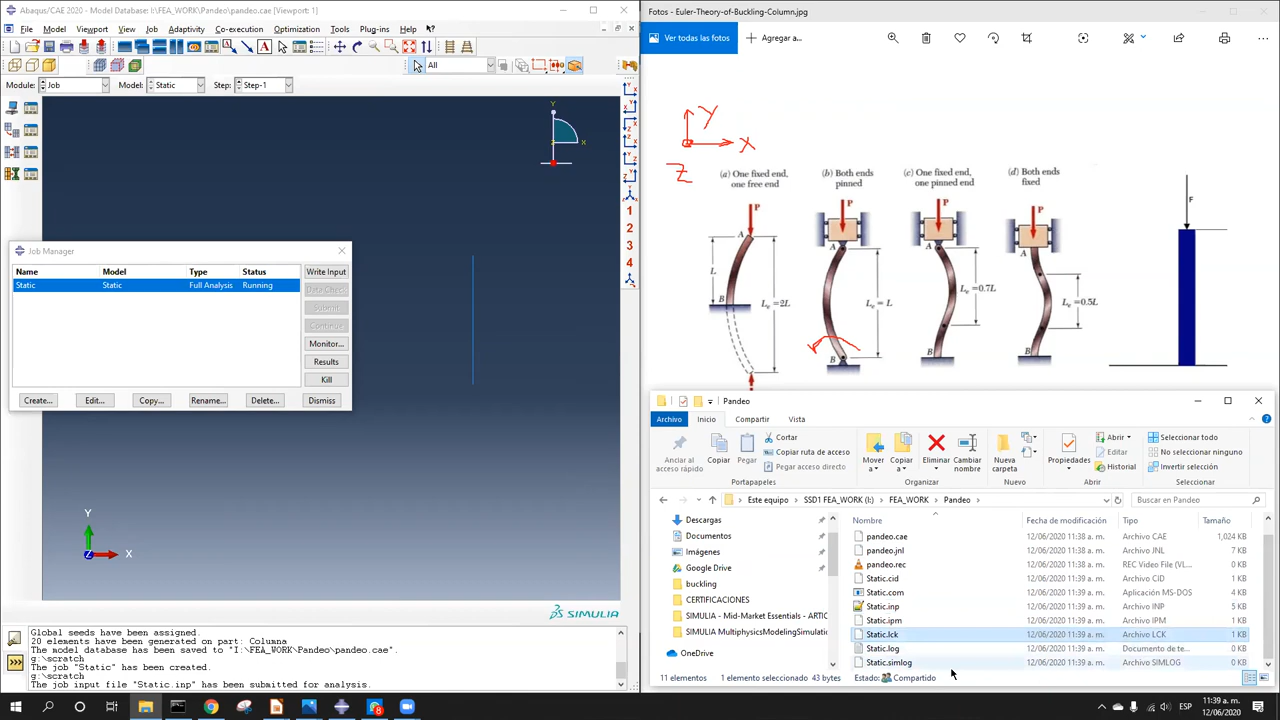 Abaqus/CAE 2020 - Model Database: I:\FEA_WORK\Pandeo\pandeo.cae [Viewport: 1]
File Model Viewport View Job Adaptivity Co-execution Optimization Tools Plug-ins Help
All
Module: Job Model: Static Step: Step-1
Y
X
Job Manager
Name Model Type Status
Static Static Full Analysis Running
Write Input
Data Check
Submit
Continue
Monitor...
Results
Kill
Create... Edit... Copy... Rename... Delete... Dismiss
Y
Z X
SIMULIA
Global seeds have been assigned.
20 elements have been generated on part: Column
The model database has been saved to "I:\FEA_WORK\Pandeo\pandeo.cae".
g:\scratch
The job "Static" has been created.
g:\scratch
The job input file "Static.inp" has been submitted for analysis.
Fotos - Euler-Theory-of-Buckling-Column.jpg
Ver todas las fotos
Agregar a...
Y
X
Z
(a) One fixed end, one free end
(b) Both ends pinned
(c) One fixed end, one pinned end
(d) Both ends fixed
P P P P F
A A A A
L
Le = 2L
Le = L
Le = 0.7L
Le = 0.5L
B B B B
Pandeo
Archivo Inicio Compartir Vista
Anclar al acceso rápido
Copiar
Pegar
Cortar
Copiar ruta de acceso
Pegar acceso directo
Mover a
Copiar a
Eliminar
Cambiar nombre
Nueva carpeta
Propiedades
Abrir
Editar
Historial
Seleccionar todo
No seleccionar ninguno
Invertir selección
Portapapeles Organizar Nuevo Abrir Seleccionar
Este equipo SSD1 FEA_WORK (I:) FEA_WORK Pandeo
Buscar en Pandeo
Descargas
Documentos
Imágenes
Google Drive
buckling
CERTIFICACIONES
SIMULIA - Mid-Market Essentials - ARTIC
SIMULIA MultiphysicsModelingSimulati
OneDrive
Nombre Fecha de modificación Tipo Tamaño
pandeo.cae 12/06/2020 11:38 a. m. Archivo CAE 1,024 KB
pandeo.jnl 12/06/2020 11:38 a. m. Archivo JNL 7 KB
pandeo.rec 12/06/2020 11:38 a. m. REC Video File (VL... 0 KB
Static.cid 12/06/2020 11:39 a. m. Archivo CID 1 KB
Static.com 12/06/2020 11:39 a. m. Aplicación MS-DOS 4 KB
Static.inp 12/06/2020 11:39 a. m. Archivo INP 5 KB
Static.ipm 12/06/2020 11:39 a. m. Archivo IPM 1 KB
Static.lck 12/06/2020 11:39 a. m. Archivo LCK 1 KB
Static.log 12/06/2020 11:39 a. m. Documento de te... 0 KB
Static.simlog 12/06/2020 11:39 a. m. Archivo SIMLOG 0 KB
11 elementos 1 elemento seleccionado 43 bytes Estado: Compartido
ESP
11:39 a. m.
12/06/2020